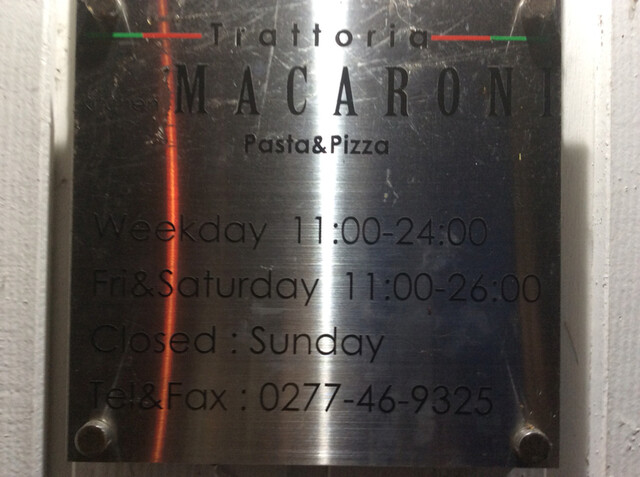 Trattoria
Kitchen MACARONI
Pasta&Pizza
Weekday 11:00-24:00
Fri&Saturday 11:00-26:00
Closed : Sunday
Tel&Fax : 0277-46-9325